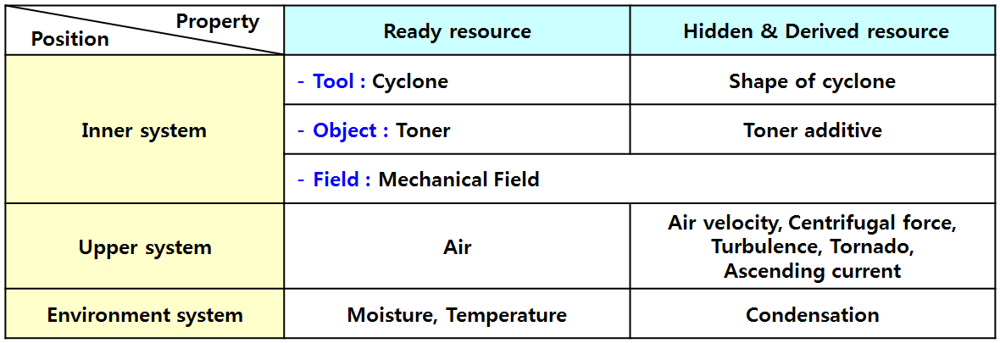 Property
Position
Ready resource
Hidden & Derived resource
Inner system
- Tool : Cyclone
Shape of cyclone
- Object : Toner
Toner additive
- Field : Mechanical Field
Upper system
Air
Air velocity, Centrifugal force,
Turbulence, Tornado,
Ascending current
Environment system
Moisture, Temperature
Condensation